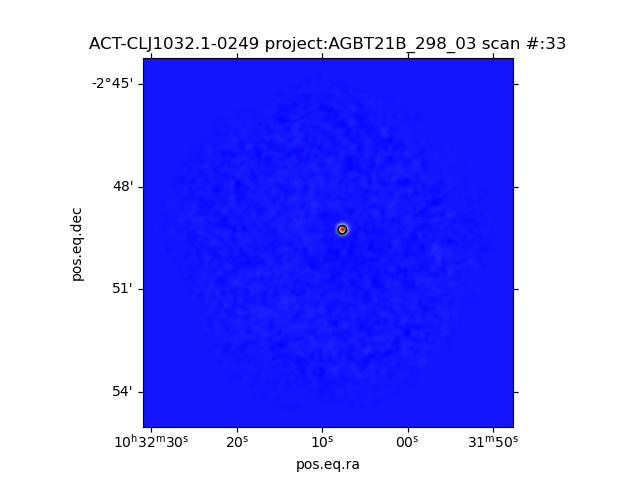 ACT-CLJ1032.1-0249 project:AGBT21B_298_03 scan #:33
-2°45'
48'
51'
54'
pos.eq.dec
10ʰ32ᵐ30ˢ 20ˢ 10ˢ 00ˢ 31ᵐ50ˢ
pos.eq.ra